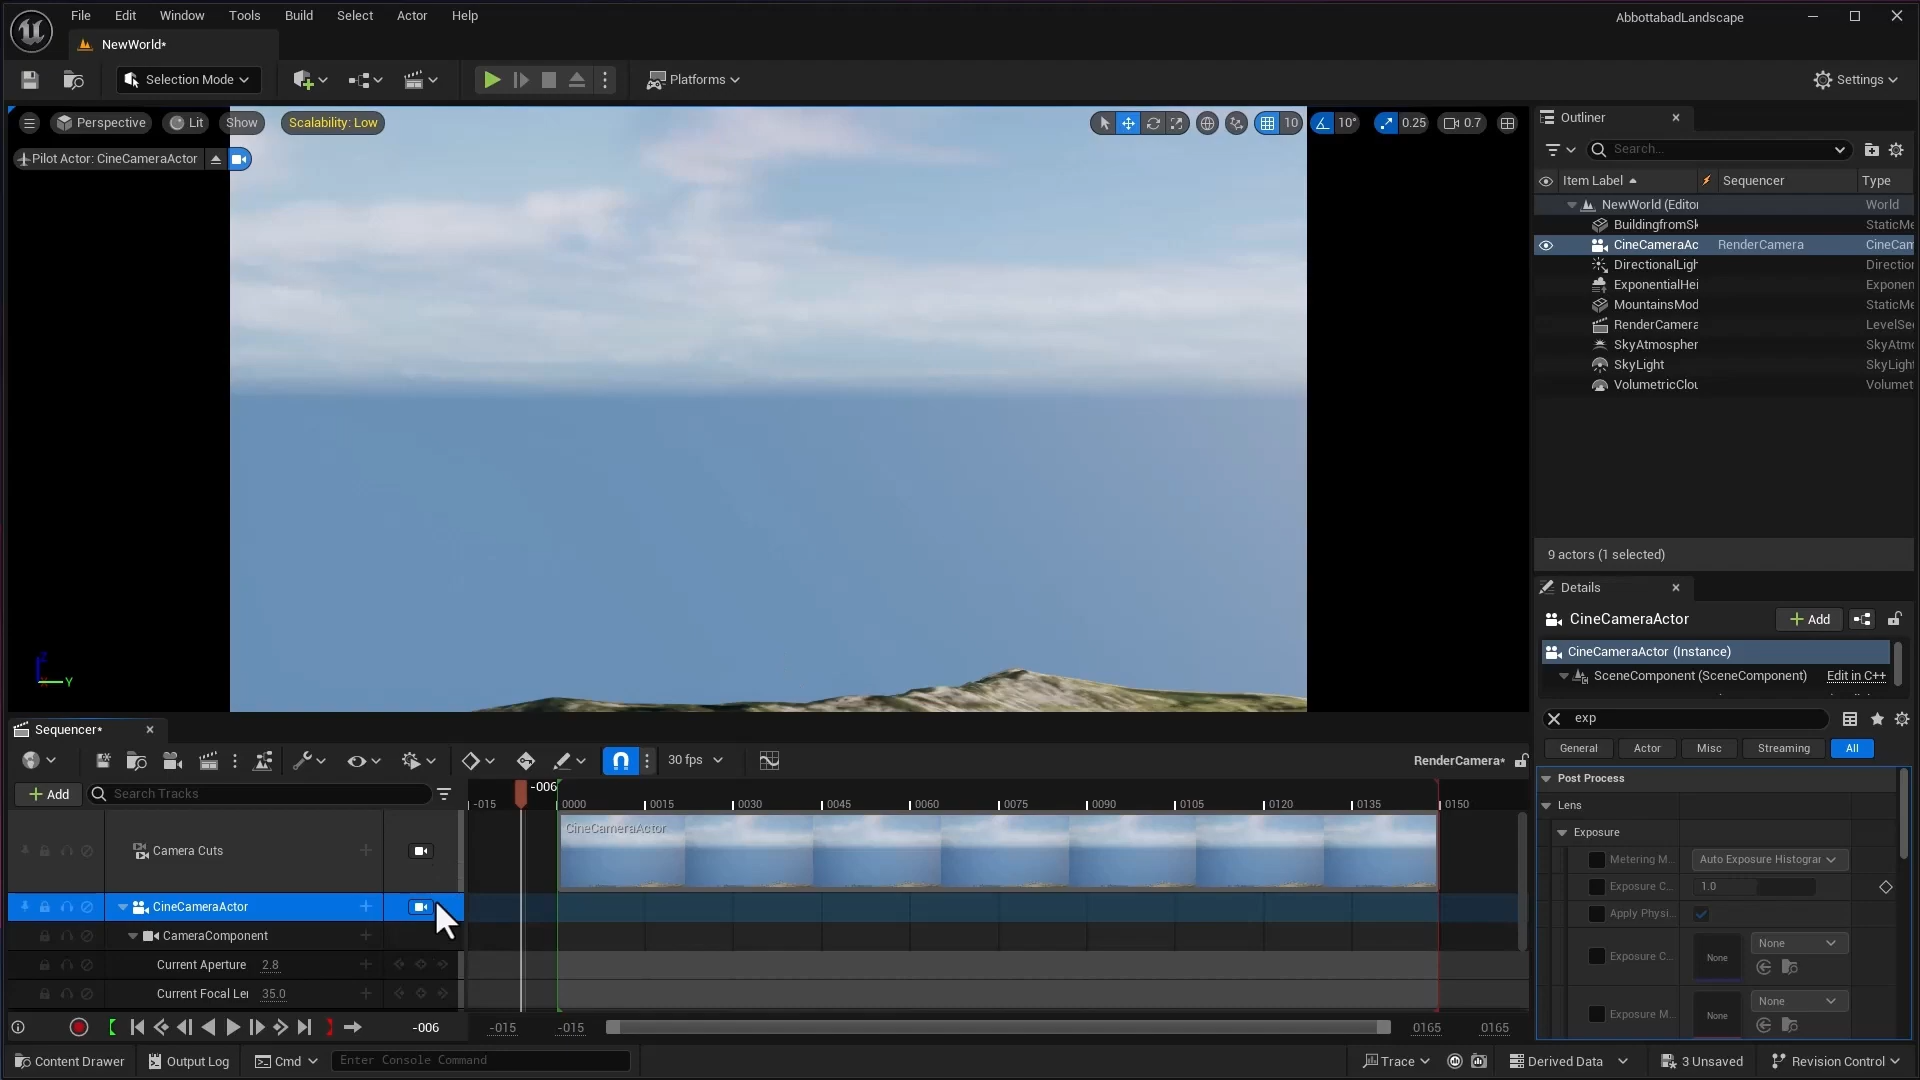 File Edit Window Tools Build Select Actor Help
AbbottabadLandscape
NewWorld*
Selection Mode
Platforms
Settings
Perspective Lit Show Scalability: Low
10 10° 0.25 0.7
Pilot Actor: CineCameraActor
Outliner
Search...
Item Label Sequencer Type
NewWorld (Editor World
BuildingfromSk StaticMe
CineCameraAc RenderCamera CineCam
DirectionalLigh Direction
ExponentialHei Exponen
MountainsMod StaticMe
RenderCamera LevelSe
SkyAtmospher SkyAtmo
SkyLight SkyLight
VolumetricClou Volumet
9 actors (1 selected)
Details
CineCameraActor Add
CineCameraActor (Instance)
SceneComponent (SceneComponent) Edit in C++
exp
General Actor Misc Streaming All
Post Process
Lens
Exposure
Metering M... Auto Exposure Histogram
Exposure C... 1.0
Apply Physi
Exposure C... None None
Exposure M... None None
Y
Sequencer*
30 fps RenderCamera*
Add Search Tracks
-015 -006 0000 0015 0030 0045 0060 0075 0090 0105 0120 0135 0150
Camera Cuts CineCameraActor
CineCameraActor
CameraComponent
Current Aperture 2.8
Current Focal Ler 35.0
-006 -015 -015 0165 0165
Content Drawer Output Log Cmd Enter Console Command Trace Derived Data 3 Unsaved Revision Control